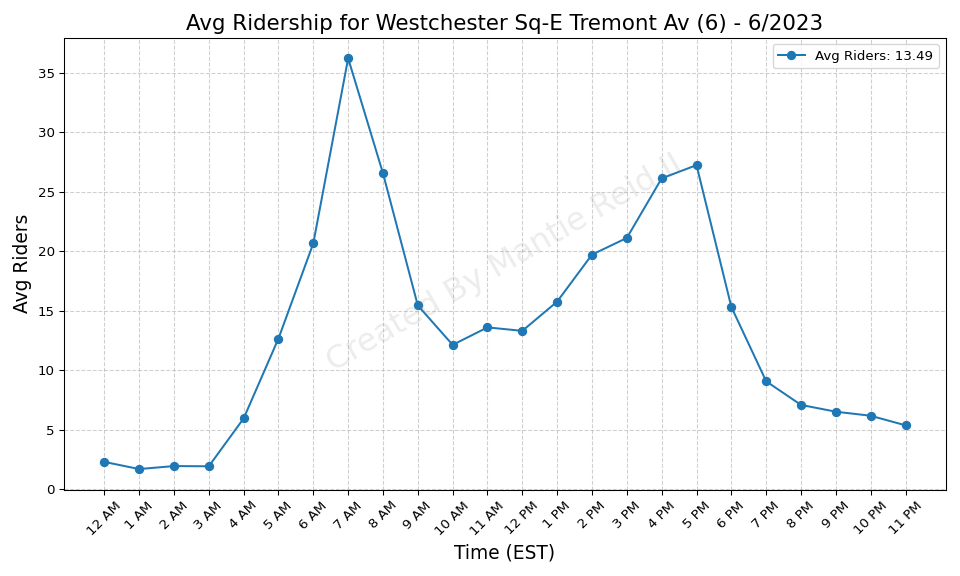 Avg Ridership for Westchester Sq-E Tremont Av (6) - 6/2023
Avg Riders: 13.49
Avg Riders
35
30
25
20
15
10
5
0
Created By Mantie Reid II
12 AM
1 AM
2 AM
3 AM
4 AM
5 AM
6 AM
7 AM
8 AM
9 AM
10 AM
11 AM
12 PM
1 PM
2 PM
3 PM
4 PM
5 PM
6 PM
7 PM
8 PM
9 PM
10 PM
11 PM
Time (EST)